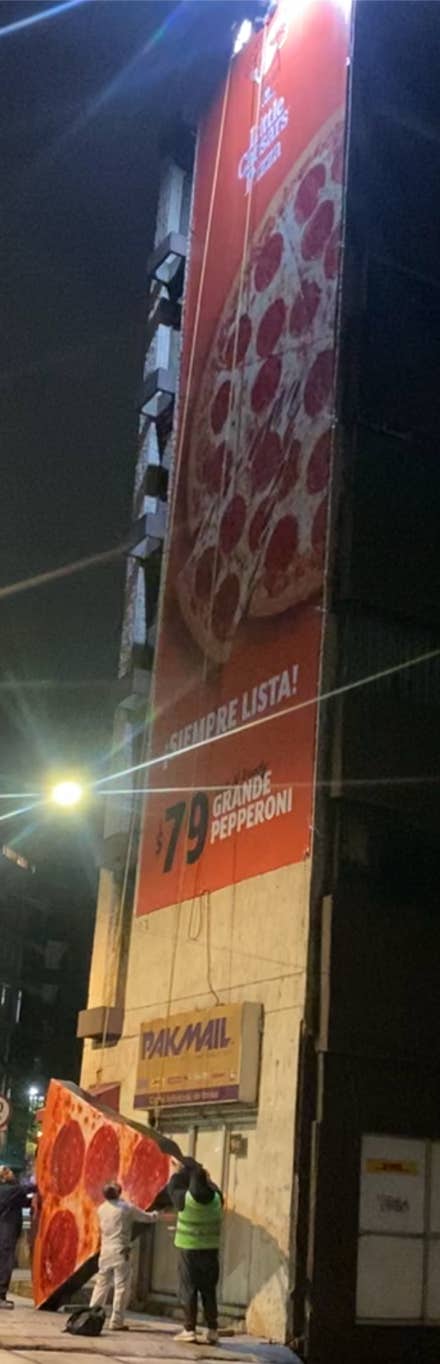 Little
Caesars
Pizza
¡SIEMPRE LISTA!
$79
GRANDE
PEPPERONI
PAKMAIL